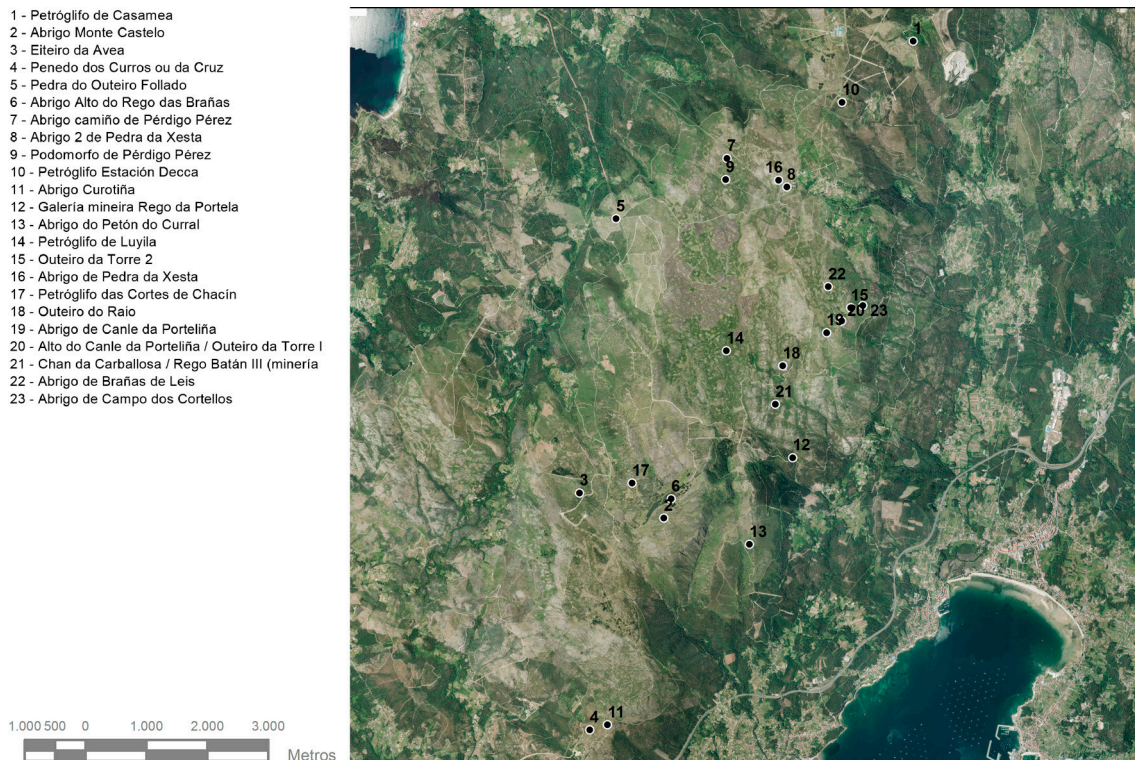 1 - Petróglifo de Casamea
2 - Abrigo Monte Castelo
3 - Eiteiro da Avea
4 - Penedo dos Curros ou da Cruz
5 - Pedra do Outeiro Follado
6 - Abrigo Alto do Rego das Brañas
7 - Abrigo camiño de Pérdigo Pérez
8 - Abrigo 2 de Pedra da Xesta
9 - Podomorfo de Pérdigo Pérez
10 - Petróglifo Estación Decca
11 - Abrigo Curotiña
12 - Galería mineira Rego da Portela
13 - Abrigo do Petón do Curral
14 - Petróglifo de Luyila
15 - Outeiro da Torre 2
16 - Abrigo de Pedra da Xesta
17 - Petróglifo das Cortes de Chacín
18 - Outeiro do Raio
19 - Abrigo de Canle da Porteliña
20 - Alto do Canle da Porteliña / Outeiro da Torre I
21 - Chan da Carballosa / Rego Batán III (minería
22 - Abrigo de Brañas de Leis
23 - Abrigo de Campo dos Cortellos
1.000 500 0 1.000 2.000 3.000
Metros
1
10
7
16
9
8
5
22
15
20 23
19
14
18
21
12
17
3
6
2
13
4 11